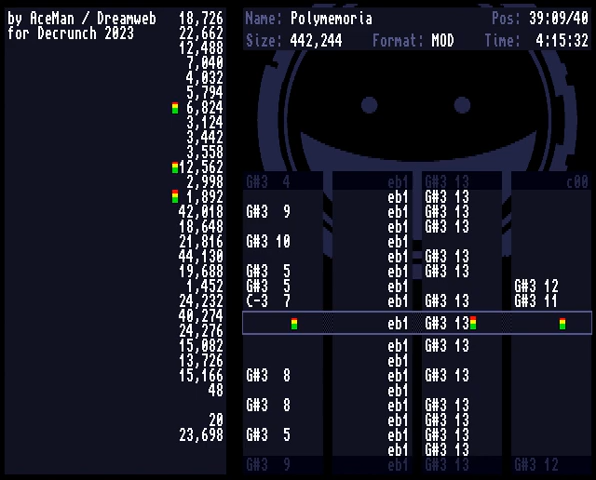 by AceMan / Dreamweb 18,726
for Decrunch 2023 22,662
12,488
7,040
4,032
5,794
6,824
3,124
3,442
3,558
12,562
2,998
1,892
42,018
18,648
21,816
44,130
19,688
1,452
24,232
40,274
24,276
15,082
13,726
15,166
48
20
23,698
Name: Polymemoria Pos: 39:09/40
Size: 442,244 Format: MOD Time: 4:15:32
G#3 4 eb1 G#3 13 c00
eb1 G#3 13
G#3 9 eb1 G#3 13
eb1 G#3 13
G#3 10 eb1
eb1 G#3 13
G#3 5 eb1 G#3 13
G#3 5 eb1 G#3 12
C-3 7 eb1 G#3 13 G#3 11
eb1 G#3 13
eb1 G#3 13
eb1
G#3 8 eb1 G#3 13
eb1
G#3 8 eb1 G#3 13
eb1 G#3 13
G#3 5 eb1 G#3 13
eb1 G#3 13
G#3 9 eb1 G#3 13 G#3 12